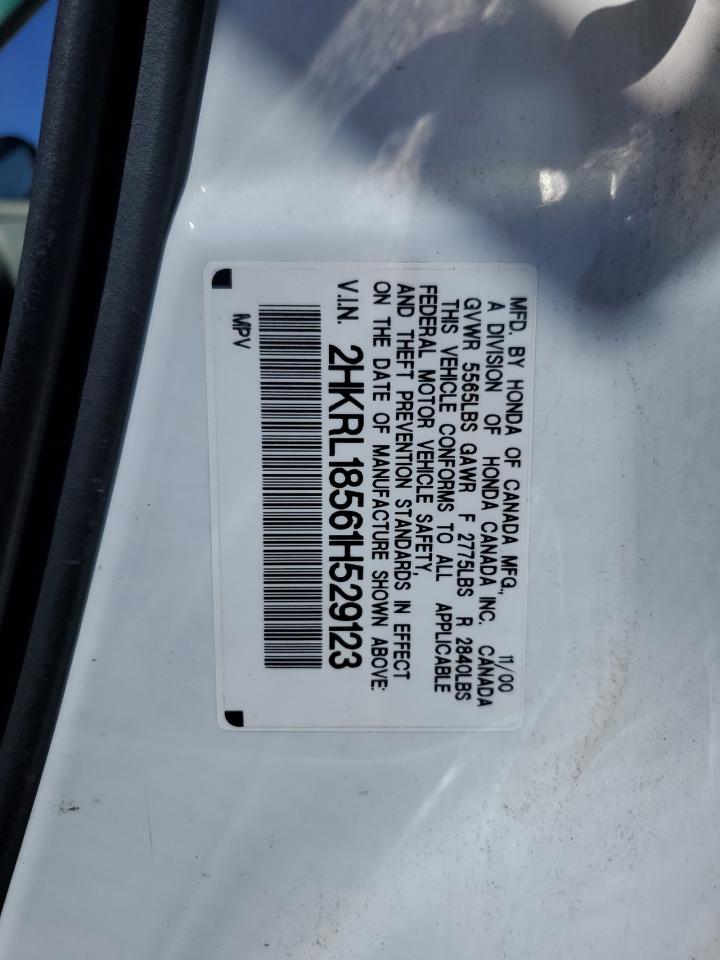 MFD. BY HONDA OF CANADA MFG., 11/00
A DIVISION OF HONDA CANADA INC. CANADA
GVWR 5565LBS GAWR F 2775LBS R 2840LBS
THIS VEHICLE CONFORMS TO ALL APPLICABLE
FEDERAL MOTOR VEHICLE SAFETY,
AND THEFT PREVENTION STANDARDS IN EFFECT
ON THE DATE OF MANUFACTURE SHOWN ABOVE:
V.I.N. 2HKRL18561H529123
MPV